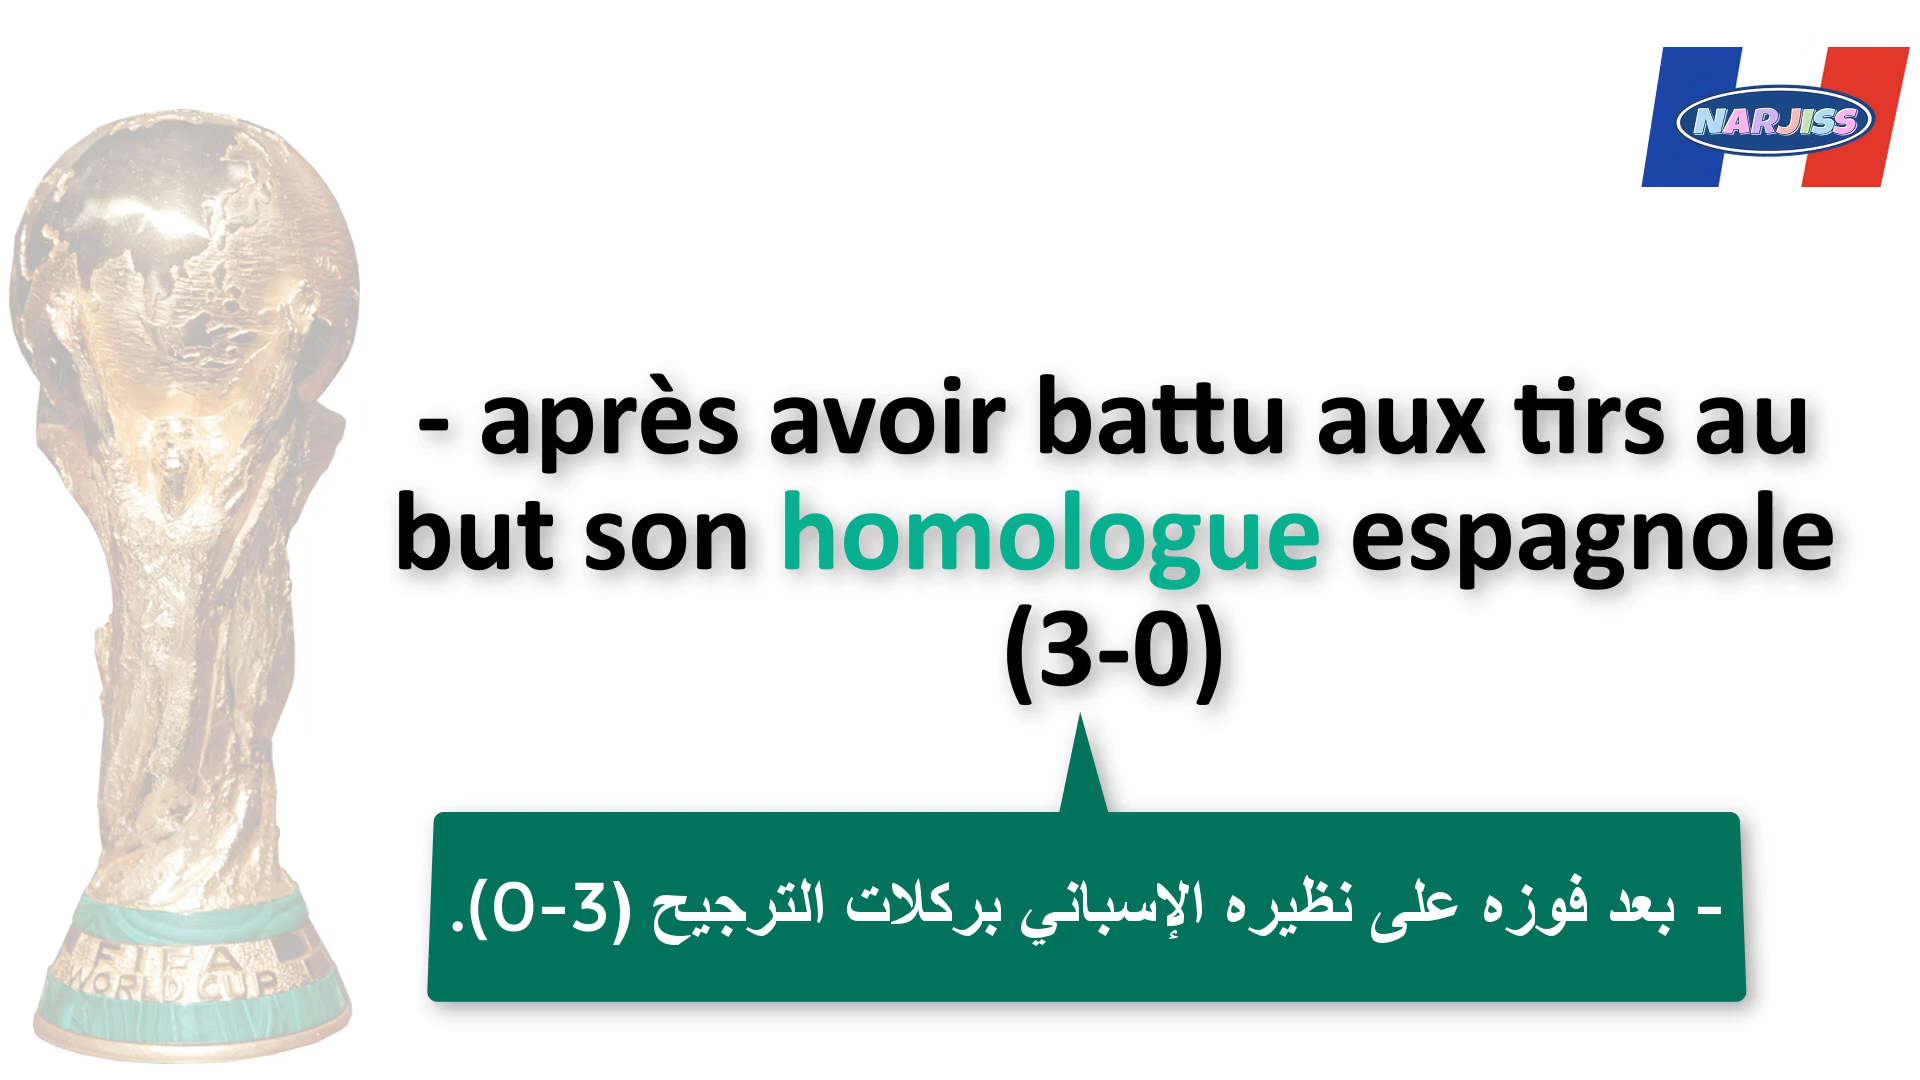 NARJISS
- après avoir battu aux tirs au
but son homologue espagnole
(3-0)
- بعد فوزه على نظيره الإسباني بركلات الترجيح (3-0).
FIFA
WORLD CUP